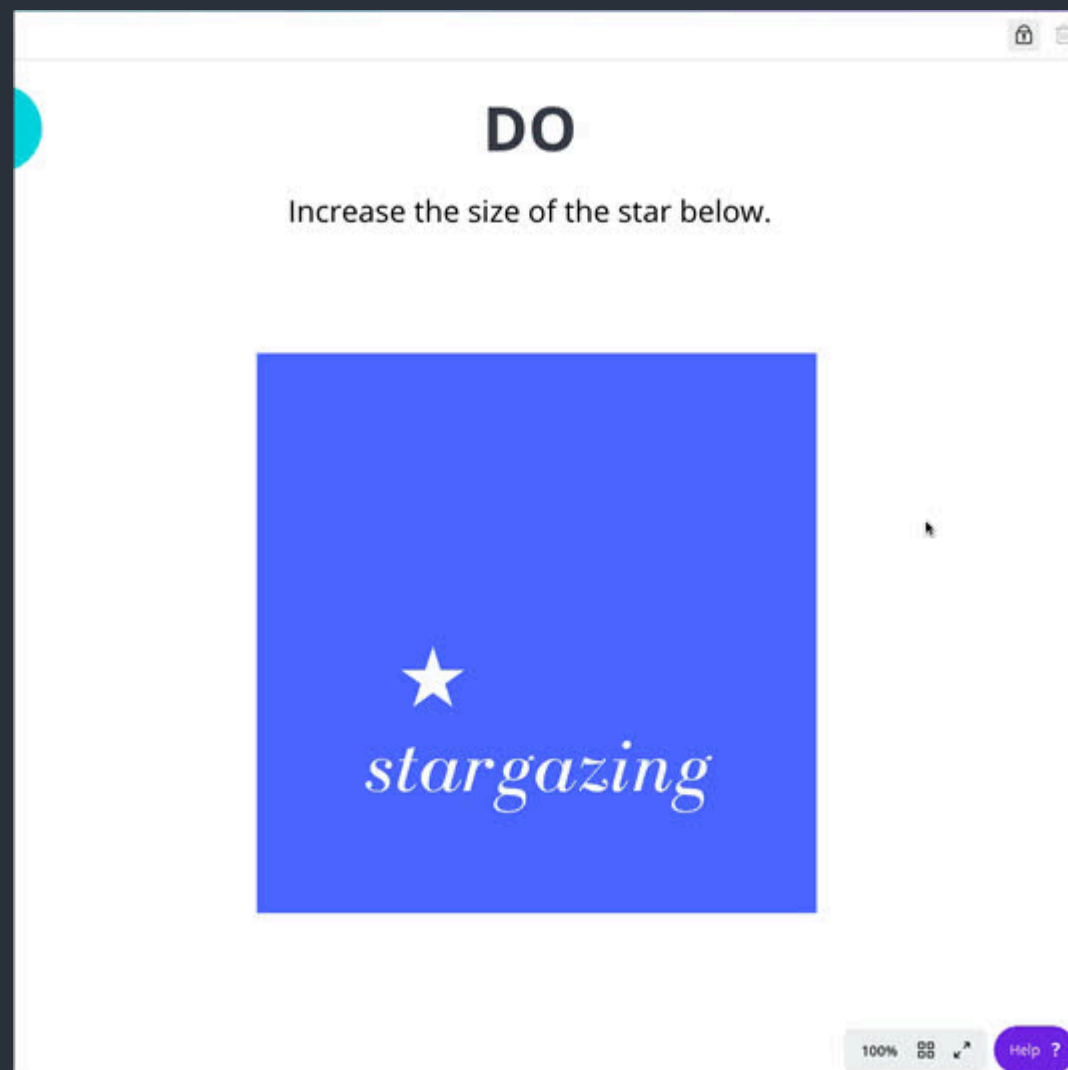 DO
Increase the size of the star below.
stargazing
100%
Help ?